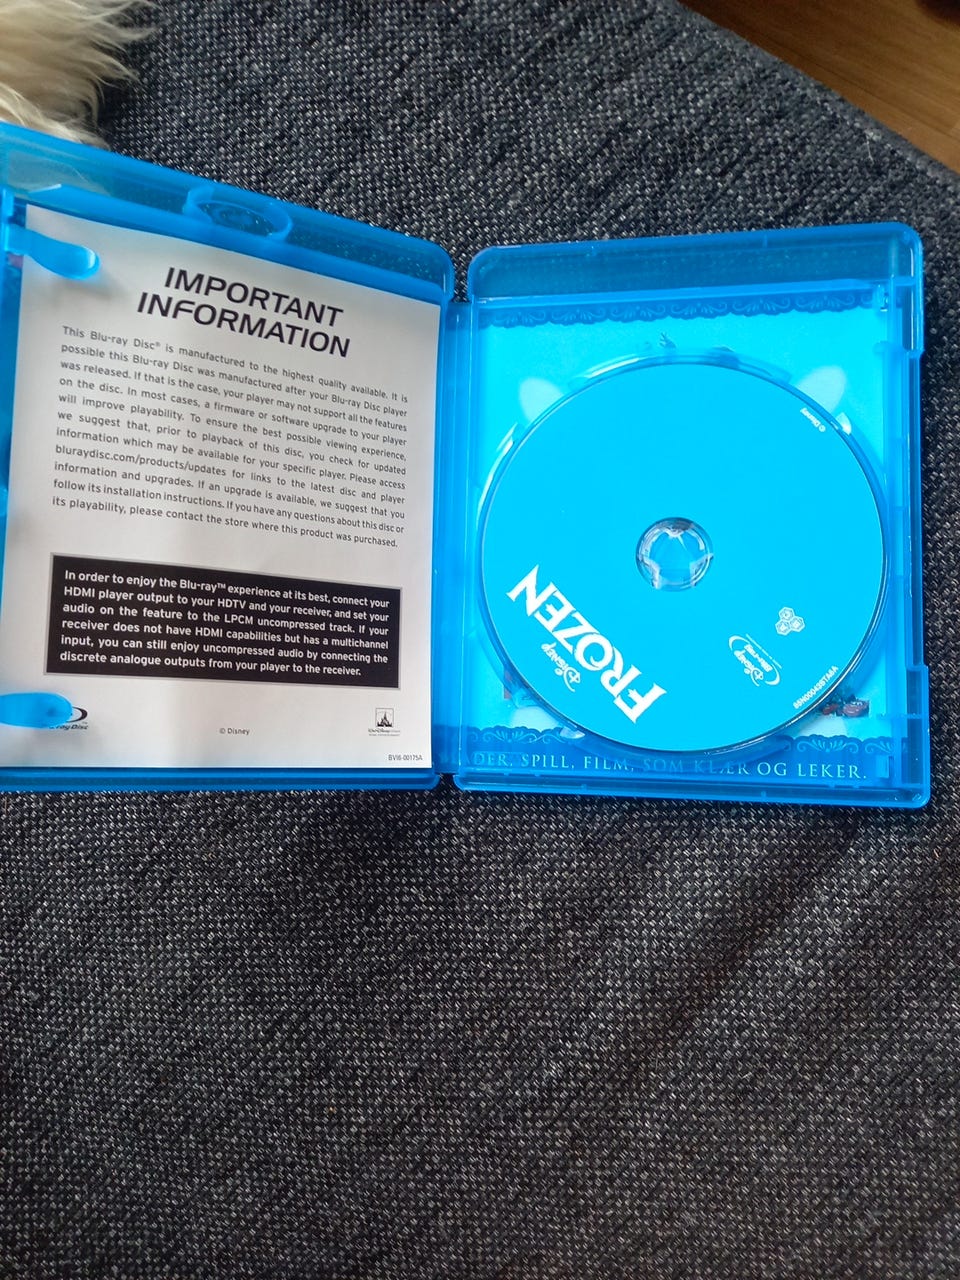 IMPORTANT
INFORMATION
This Blu-ray Disc® is manufactured to the highest quality available. It is
possible this Blu-ray Disc was manufactured after your Blu-ray Disc player
was released. If that is the case, your player may not support all the features
on the disc. In most cases, a firmware or software upgrade to your player
will improve playability. To ensure the best possible viewing experience,
we suggest that, prior to playback of this disc, you check for updated
information which may be available for your specific player. Please access
bluraydisc.com/products/updates for links to the latest disc and player
information and upgrades. If an upgrade is available, we suggest that you
follow its installation instructions. If you have any questions about this disc or
its playability, please contact the store where this product was purchased.
In order to enjoy the Blu-ray™ experience at its best, connect your
HDMI player output to your HDTV and your receiver, and set your
audio on the feature to the LPCM uncompressed track. If your
receiver does not have HDMI capabilities but has a multichannel
input, you can still enjoy uncompressed audio by connecting the
discrete analogue outputs from your player to the receiver.
© Disney
BVI6-00175A
© Disney
Disney
FROZEN
Disney
Blu-ray
SPILL, FILM, SOM KLÆR OG LEKER.